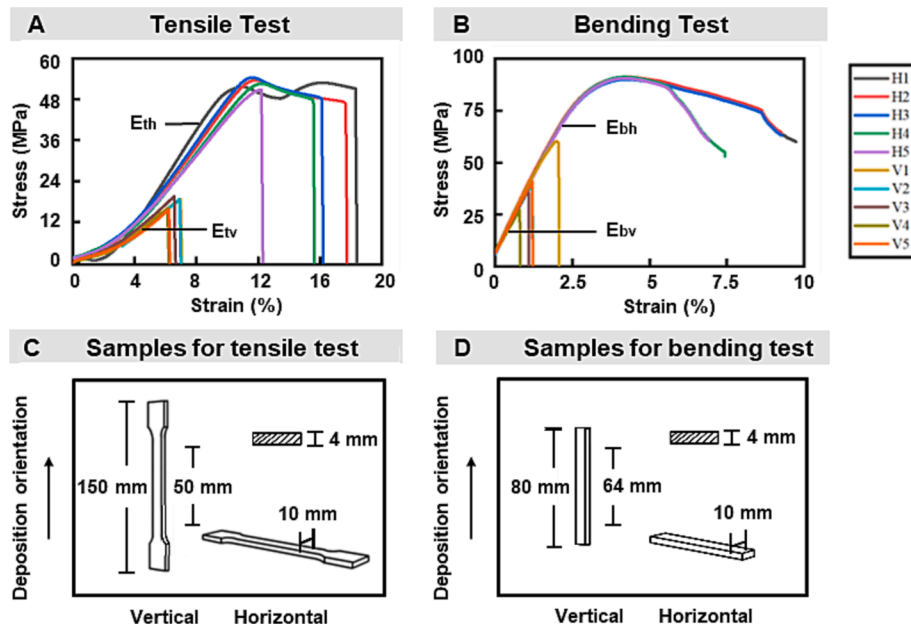 A Tensile Test
B Bending Test
Stress (MPa)
60
48
36
24
12
0
Eth
Etv
0 4 8 12 16 20
Strain (%)
Stress (MPa)
100
75
50
25
0
Ebh
Ebv
0 2.5 5 7.5 10
Strain (%)
H1
H2
H3
H4
H5
V1
V2
V3
V4
V5
C Samples for tensile test
Deposition orientation
150 mm
50 mm
4 mm
10 mm
Vertical Horizontal
D Samples for bending test
Deposition orientation
80 mm
64 mm
4 mm
10 mm
Vertical Horizontal